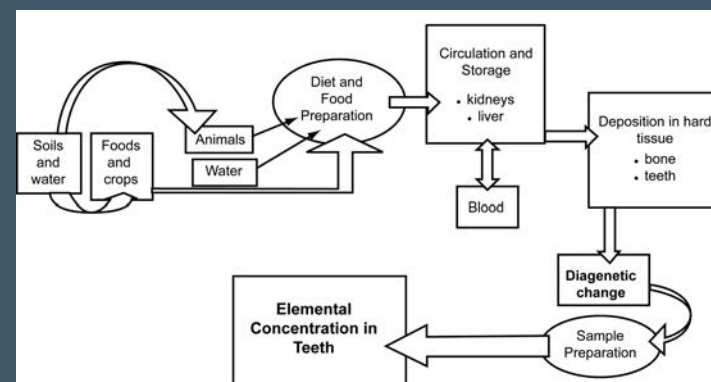 Soils
and
water
Foods
and
crops
Animals
Water
Diet and
Food
Preparation
Circulation and
Storage
• kidneys
• liver
Blood
Deposition in hard
tissue
• bone
• teeth
Diagenetic
change
Sample
Preparation
Elemental
Concentration in
Teeth